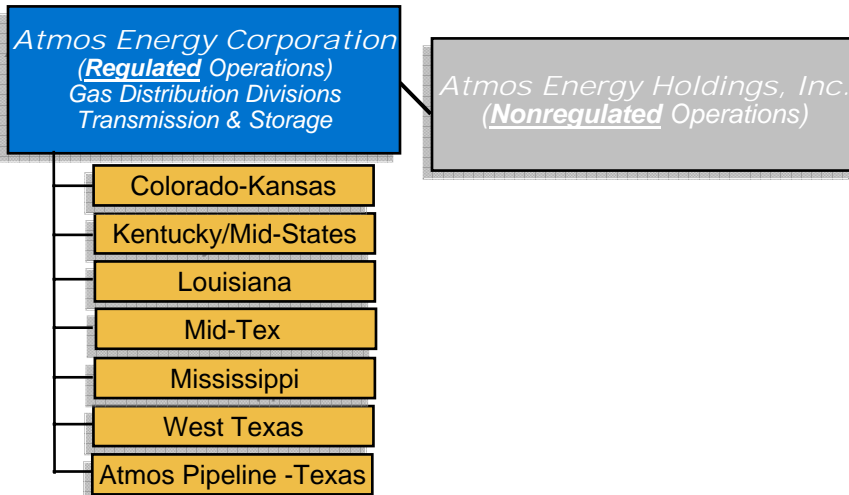 Atmos Energy Corporation
(Regulated Operations)
Gas Distribution Divisions
Transmission & Storage
Atmos Energy Holdings, Inc.
(Nonregulated Operations)
Colorado-Kansas
Kentucky/Mid-States
Louisiana
Mid-Tex
Mississippi
West Texas
Atmos Pipeline -Texas